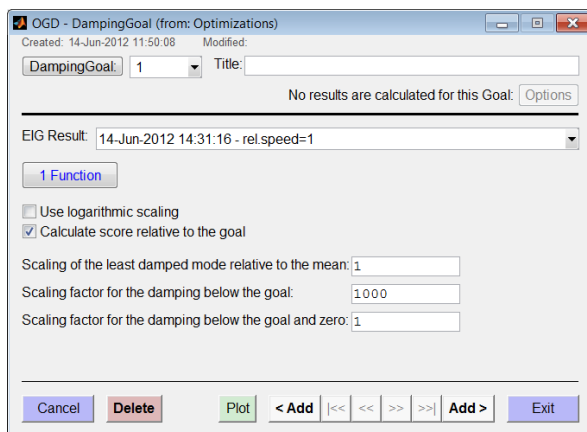 OGD - DampingGoal (from: Optimizations)
Created: 14-Jun-2012 11:50:08 Modified:
DampingGoal: 1 Title:
No results are calculated for this Goal: Options
EIG Result: 14-Jun-2012 14:31:16 - rel.speed=1
1 Function
Use logarithmic scaling
Calculate score relative to the goal
Scaling of the least damped mode relative to the mean: 1
Scaling factor for the damping below the goal: 1000
Scaling factor for the damping below the goal and zero: 1
Cancel Delete Plot < Add |<< << >> >>| Add > Exit